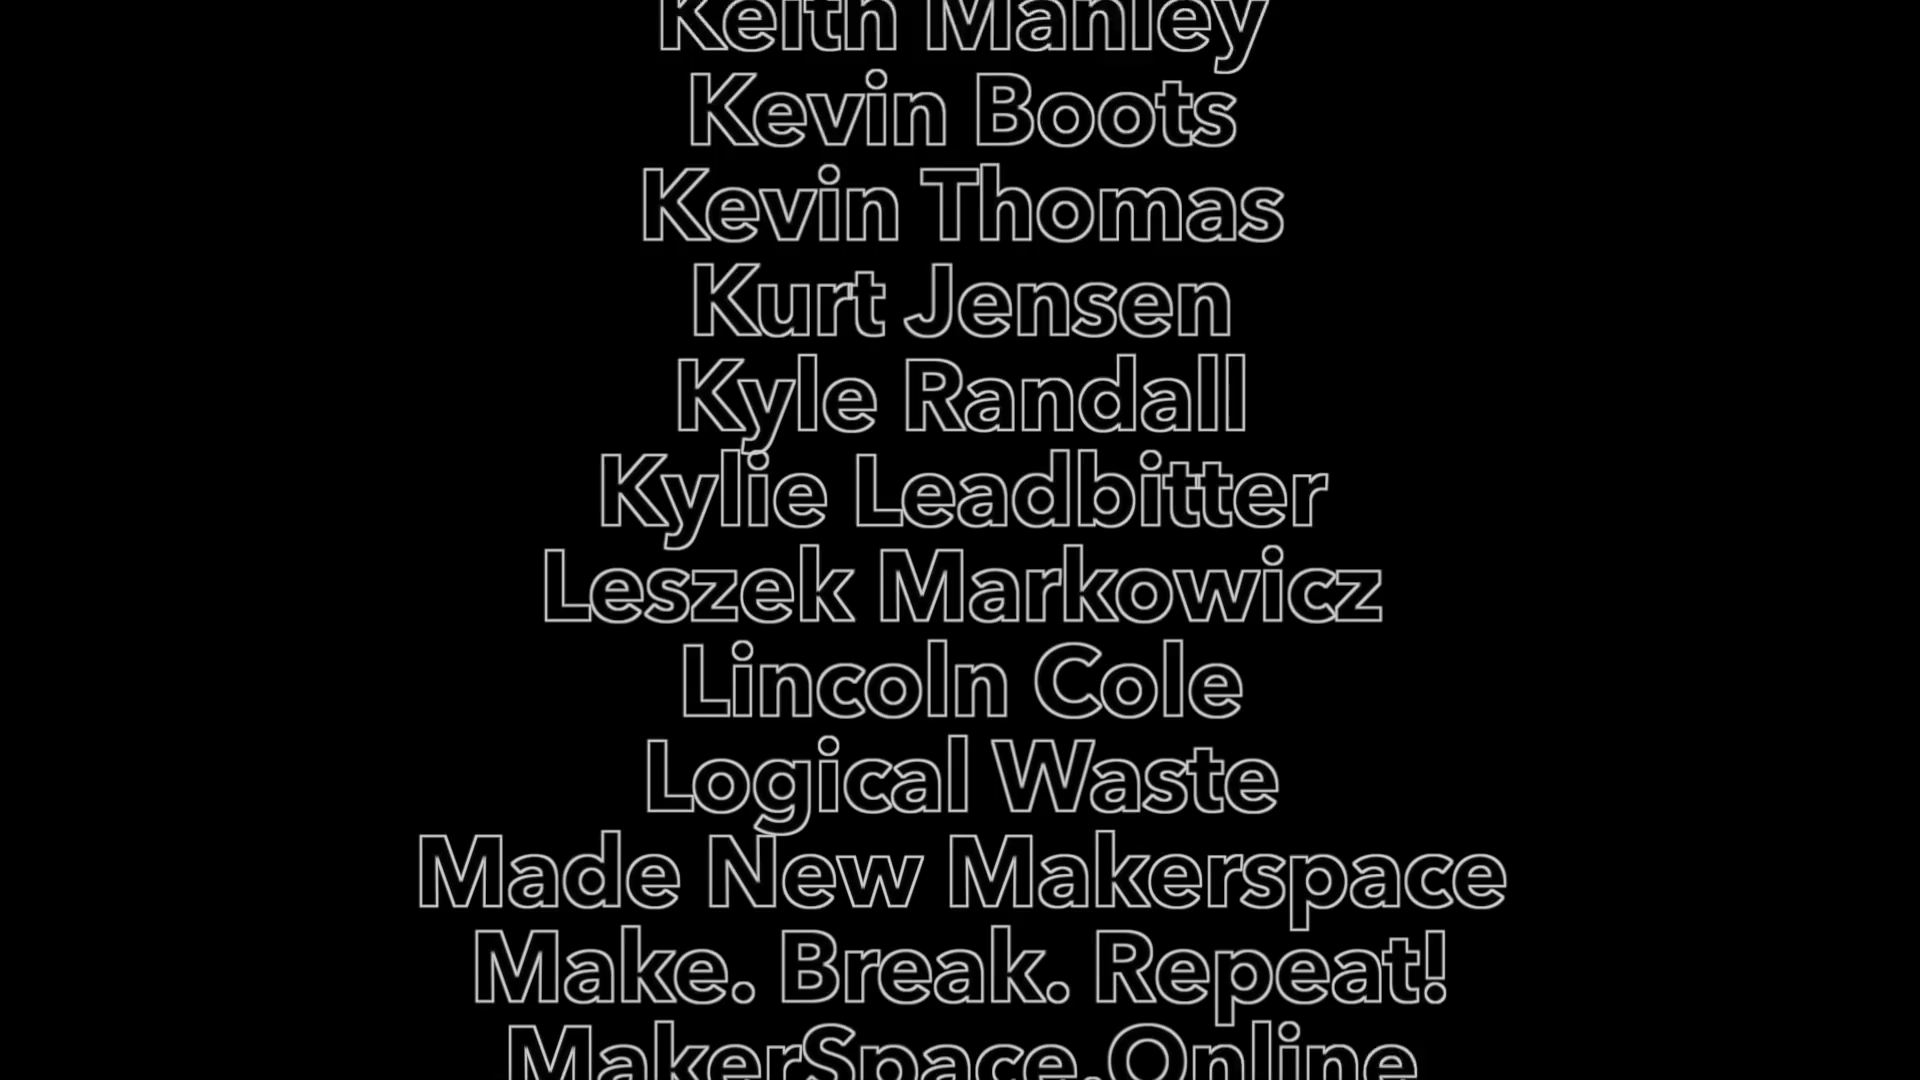 Keith Manley
Kevin Boots
Kevin Thomas
Kurt Jensen
Kyle Randall
Kylie Leadbitter
Leszek Markowicz
Lincoln Cole
Logical Waste
Made New Makerspace
Make. Break. Repeat!
MakerSpace.Online